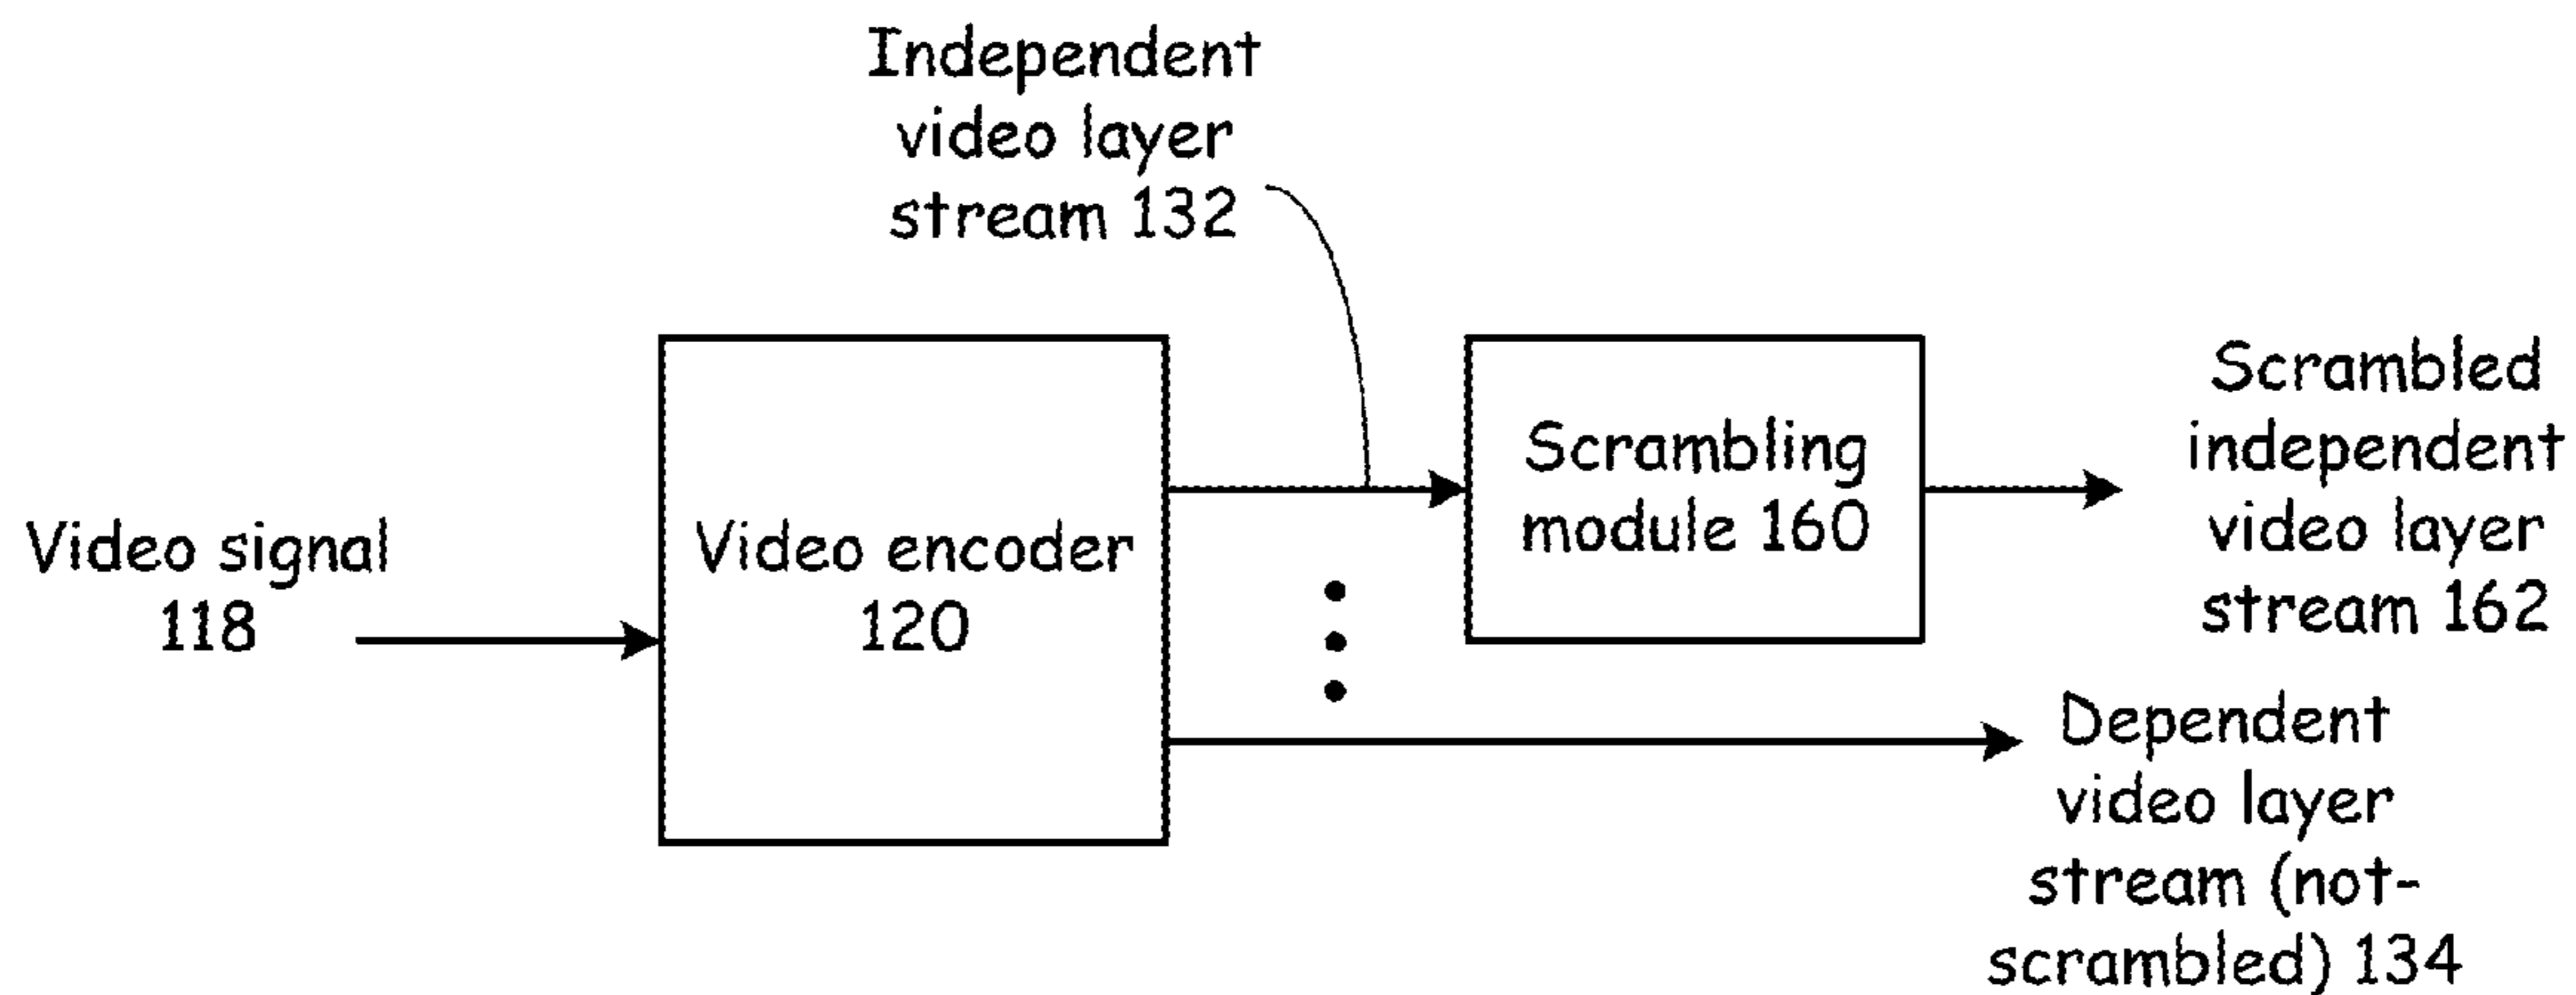 Independent
video layer
stream 132
Video signal
118
Video encoder
120
Scrambling
module 160
Scrambled
independent
video layer
stream 162
Dependent
video layer
stream (not-
scrambled) 134